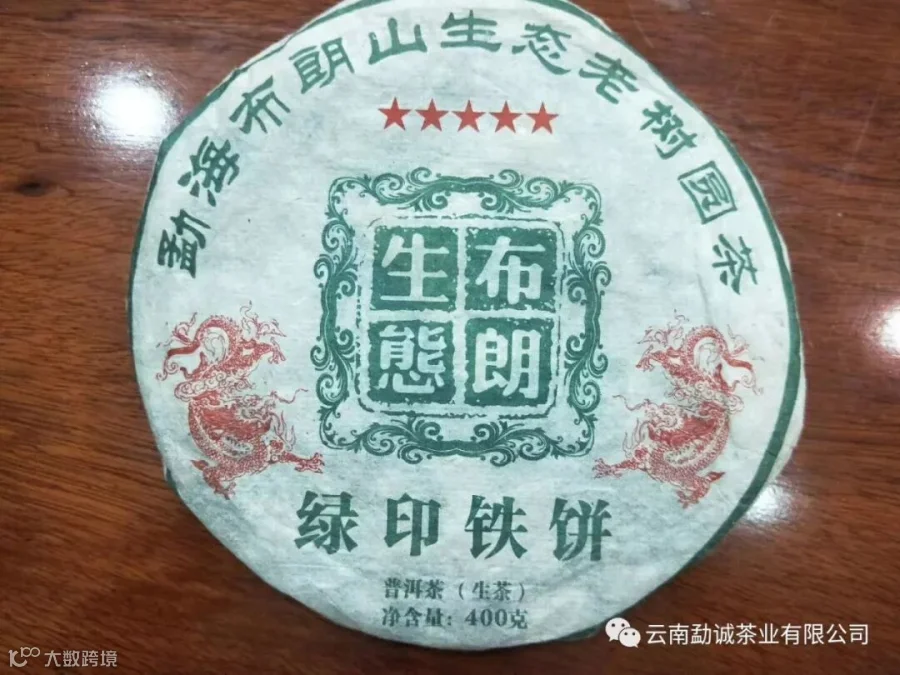 勐海布朗山生态老树圆茶
布朗
生態
绿印铁饼
普洱茶（生茶）
净含量：400克
云南勐诚茶业有限公司
大数跨境